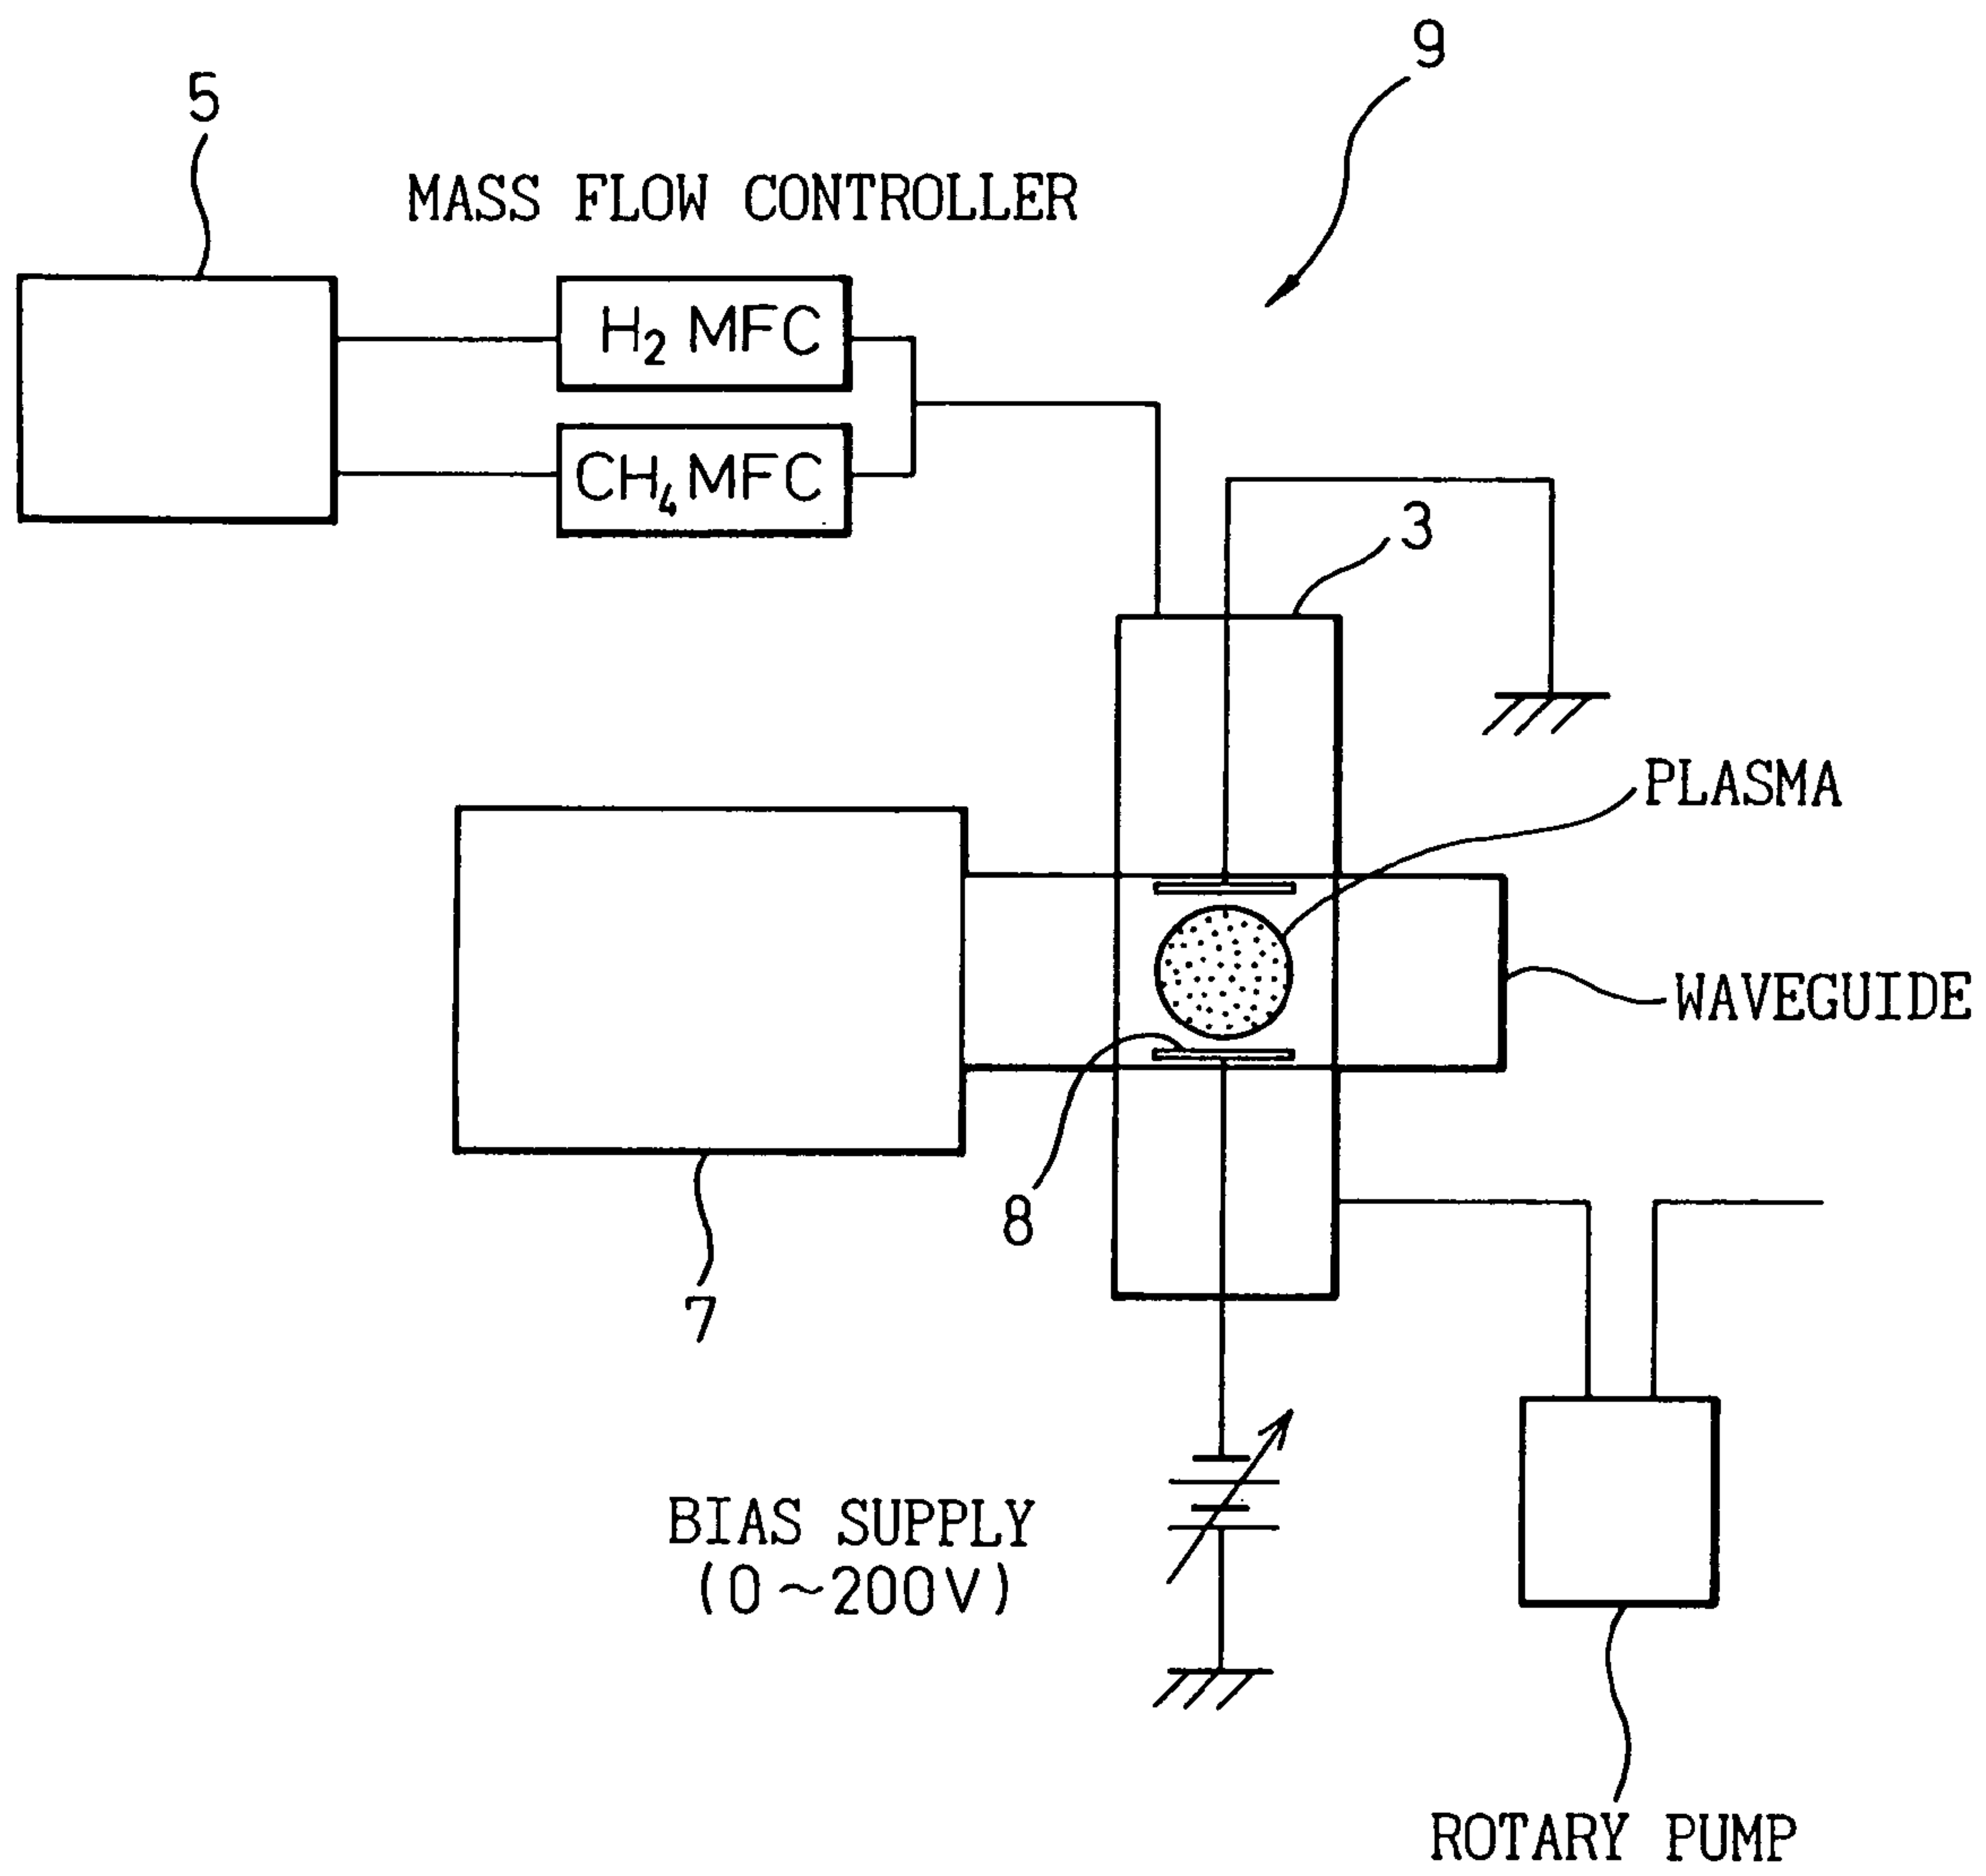 9
5
MASS FLOW CONTROLLER
H₂ MFC
CH₄ MFC
3
PLASMA
WAVEGUIDE
8
7
BIAS SUPPLY
(0~200V)
ROTARY PUMP